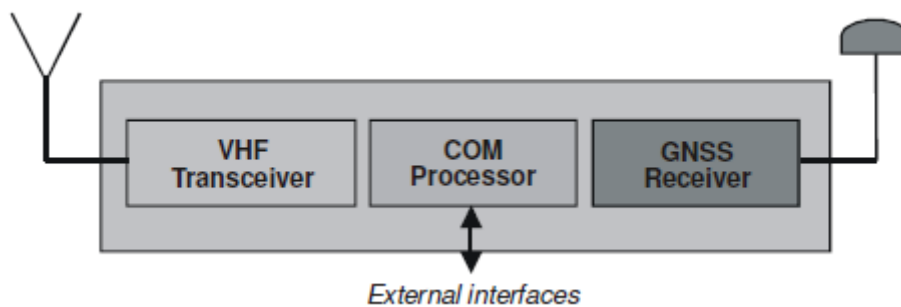 VHF
Transceiver
COM
Processor
GNSS
Receiver
External interfaces